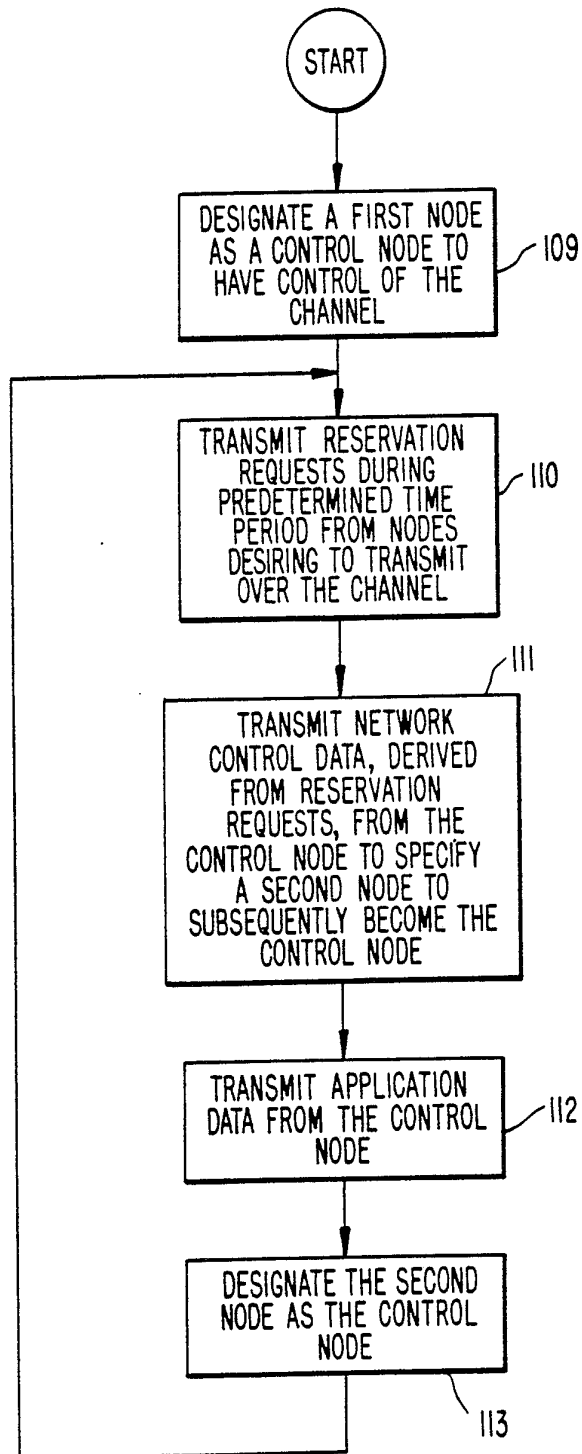 START
DESIGNATE A FIRST NODE
AS A CONTROL NODE TO
HAVE CONTROL OF THE
CHANNEL
109
TRANSMIT RESERVATION
REQUESTS DURING
PREDETERMINED TIME
PERIOD FROM NODES
DESIRING TO TRANSMIT
OVER THE CHANNEL
110
111
TRANSMIT NETWORK
CONTROL DATA, DERIVED
FROM RESERVATION
REQUESTS, FROM THE
CONTROL NODE TO SPECIFY
A SECOND NODE TO
SUBSEQUENTLY BECOME THE
CONTROL NODE
TRANSMIT APPLICATION
DATA FROM THE CONTROL
NODE
112
DESIGNATE THE SECOND
NODE AS THE CONTROL
NODE
113